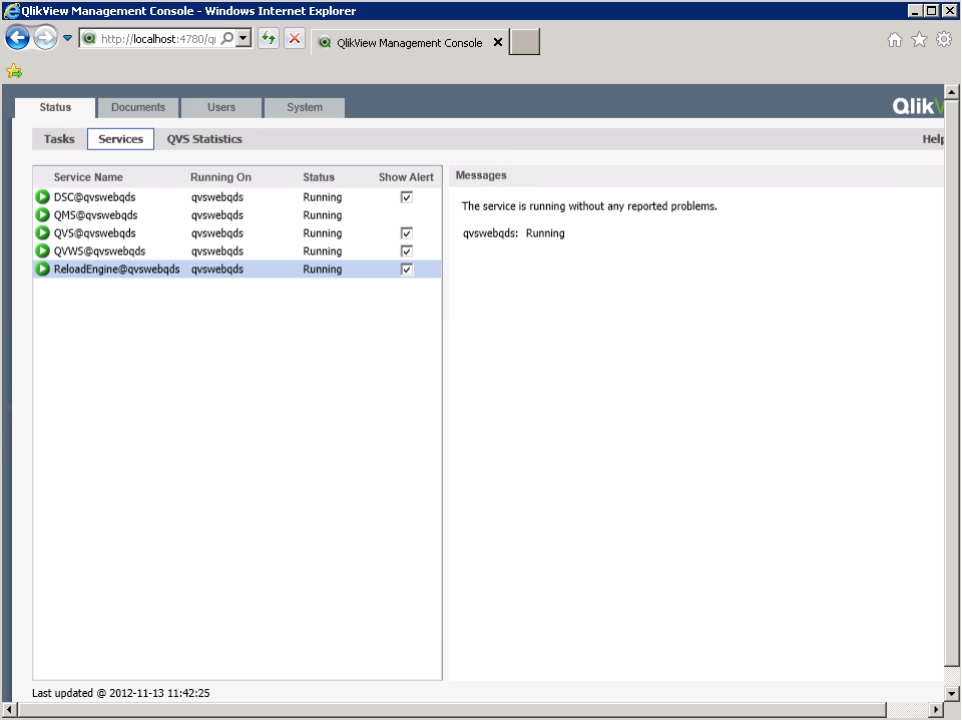 QlikView Management Console - Windows Internet Explorer
http://localhost:4780/qi
QlikView Management Console
Status Documents Users System
Qlik
Tasks Services QVS Statistics Help
Service Name Running On Status Show Alert
DSC@qvswebqds qvswebqds Running
QMS@qvswebqds qvswebqds Running
QVS@qvswebqds qvswebqds Running
QVWS@qvswebqds qvswebqds Running
ReloadEngine@qvswebqds qvswebqds Running
Messages
The service is running without any reported problems.
qvswebqds: Running
Last updated @ 2012-11-13 11:42:25